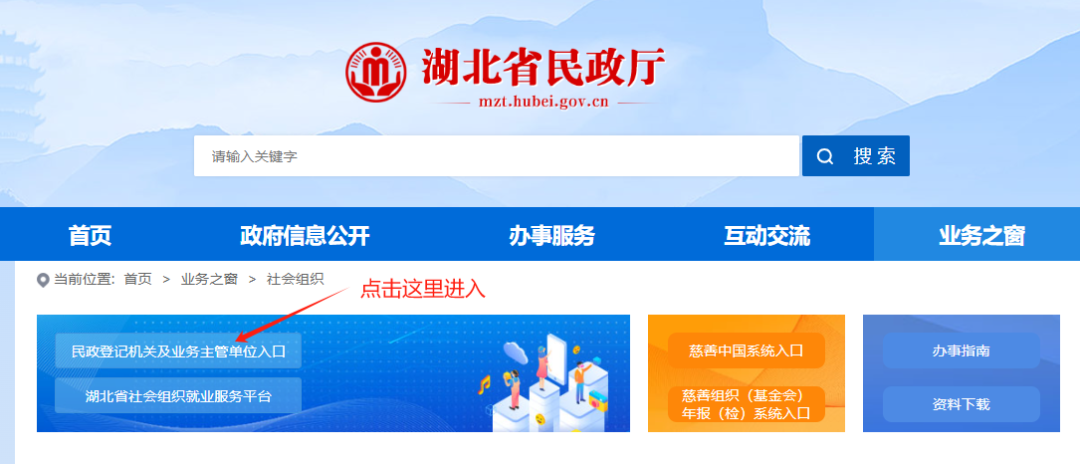 湖北省民政厅
mzt.hubei.gov.cn
请输入关键字
搜索
首页 政府信息公开 办事服务 互动交流 业务之窗
当前位置: 首页 > 业务之窗 > 社会组织
点击这里进入
民政登记机关及业务主管单位入口
湖北省社会组织就业服务平台
慈善中国系统入口
慈善组织（基金会）
年报（检）系统入口
办事指南
资料下载